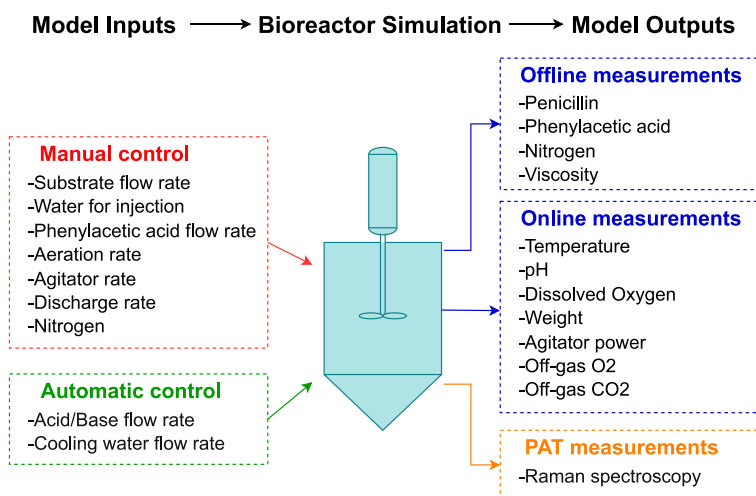 Model Inputs
Bioreactor Simulation
Model Outputs
Manual control
-Substrate flow rate
-Water for injection
-Phenylacetic acid flow rate
-Aeration rate
-Agitator rate
-Discharge rate
-Nitrogen
Automatic control
-Acid/Base flow rate
-Cooling water flow rate
Offline measurements
-Penicillin
-Phenylacetic acid
-Nitrogen
-Viscosity
Online measurements
-Temperature
-pH
-Dissolved Oxygen
-Weight
-Agitator power
-Off-gas O2
-Off-gas CO2
PAT measurements
-Raman spectroscopy